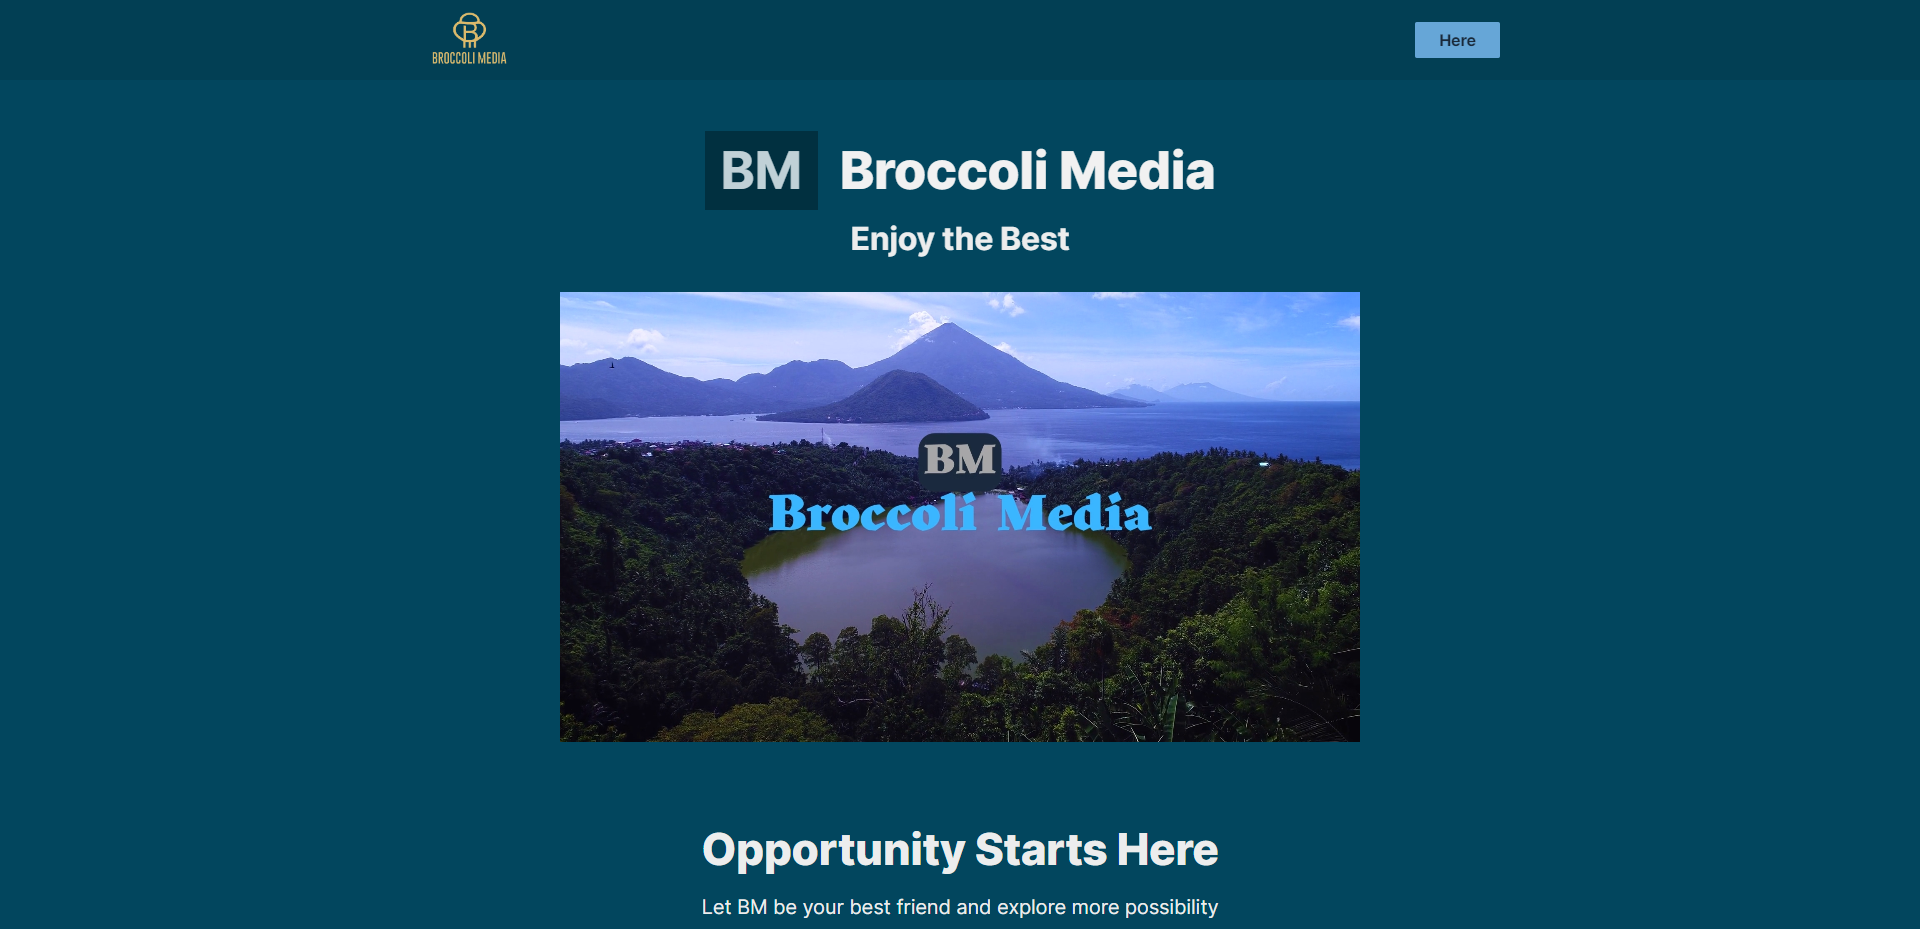 BROCCOLI MEDIA
Here
BM Broccoli Media
Enjoy the Best
BM
Broccoli Media
Opportunity Starts Here
Let BM be your best friend and explore more possibility